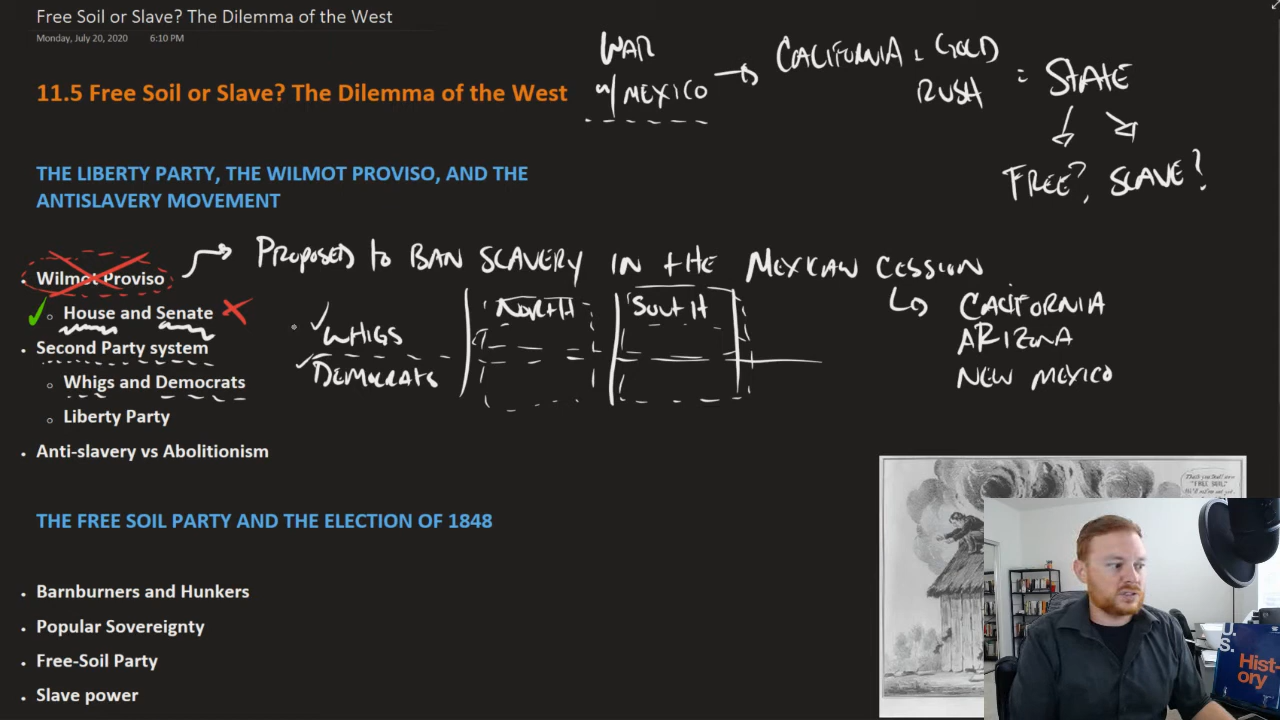 Free Soil or Slave? The Dilemma of the West
Monday, July 20, 2020 6:10 PM
WAR
w/ MEXICO → CALIFORNIA & GOLD
RUSH = STATE
FREE?, SLAVE?
11.5 Free Soil or Slave? The Dilemma of the West
THE LIBERTY PARTY, THE WILMOT PROVISO, AND THE
ANTISLAVERY MOVEMENT
Wilmot Proviso
PROPOSED to BAN SLAVERY IN tHE MEXICAN CESSION
CALIFORNIA
ARIZONA
NEW MEXICO
House and Senate
Second Party system
Whigs and Democrats
Liberty Party
Anti-slavery vs Abolitionism
NORTH SOUTH
WHIGS
DEMOCRATS
THE FREE SOIL PARTY AND THE ELECTION OF 1848
Barnburners and Hunkers
Popular Sovereignty
Free-Soil Party
Slave power
"FREE SOIL"
U.S.
Hist-
ory